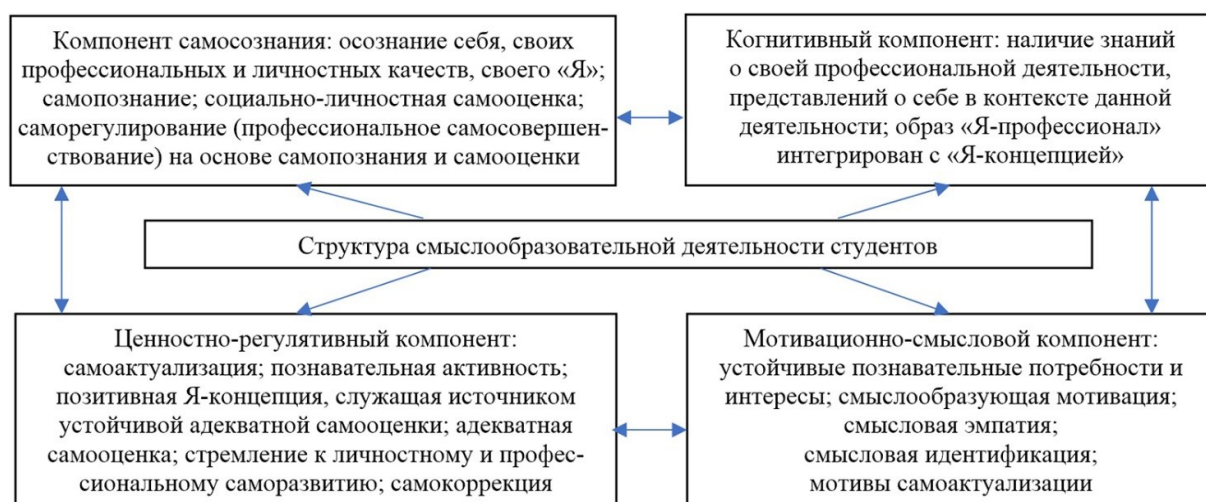 Компонент самосознания: осознание себя, своих
профессиональных и личностных качеств, своего «Я»;
самопознание; социально-личностная самооценка;
саморегулирование (профессиональное самосовершен-
ствование) на основе самопознания и самооценки
Когнитивный компонент: наличие знаний
о своей профессиональной деятельности,
представлений о себе в контексте данной
деятельности; образ «Я-профессионал»
интегрирован с «Я-концепцией»
Структура смыслообразовательной деятельности студентов
Ценностно-регулятивный компонент:
самоактуализация; познавательная активность;
позитивная Я-концепция, служащая источником
устойчивой адекватной самооценки; адекватная
самооценка; стремление к личностному и профес-
сиональному саморазвитию; самокоррекция
Мотивационно-смысловой компонент:
устойчивые познавательные потребности и
интересы; смыслообразующая мотивация;
смысловая эмпатия;
смысловая идентификация;
мотивы самоактуализации